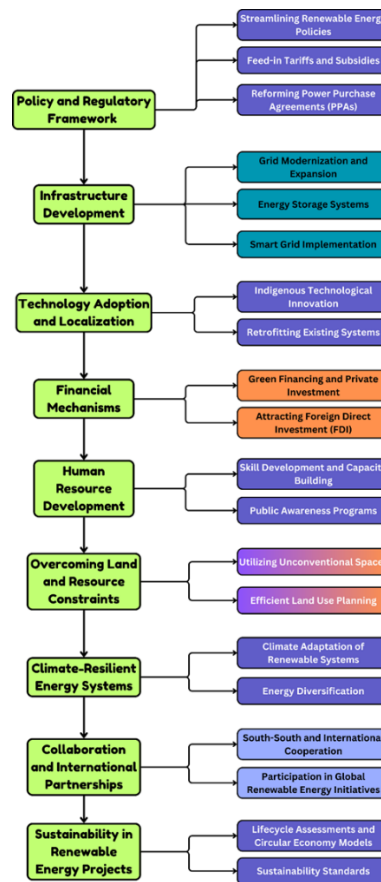 Streamlining Renewable Energy
Policies
Feed-in Tariffs and Subsidies
Reforming Power Purchase
Agreements (PPAs)
Policy and Regulatory
Framework
Grid Modernization and
Expansion
Energy Storage Systems
Smart Grid Implementation
Infrastructure
Development
Indigenous Technological
Innovation
Retrofitting Existing Systems
Technology Adoption
and Localization
Green Financing and Private
Investment
Attracting Foreign Direct
Investment (FDI)
Financial
Mechanisms
Skill Development and Capacity
Building
Public Awareness Programs
Human
Resource
Development
Utilizing Unconventional Spaces
Efficient Land Use Planning
Overcoming Land
and Resource
Constraints
Climate Adaptation of
Renewable Systems
Energy Diversification
Climate-Resilient
Energy Systems
South-South and International
Cooperation
Participation in Global
Renewable Energy Initiatives
Collaboration
and International
Partnerships
Lifecycle Assessments and
Circular Economy Models
Sustainability Standards
Sustainability in
Renewable
Energy Projects